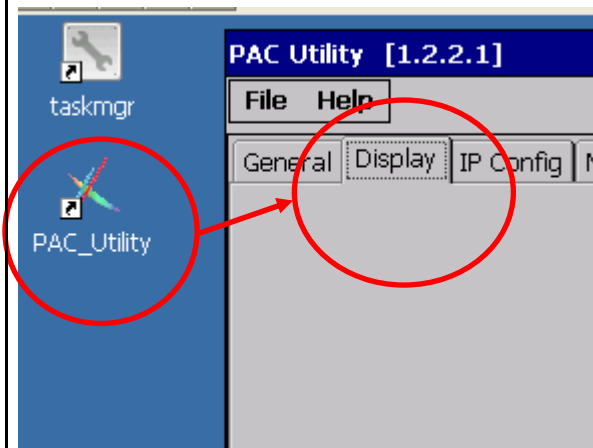 taskmgr
PAC_Utility
PAC Utility [1.2.2.1]
File Help
General Display IP Config